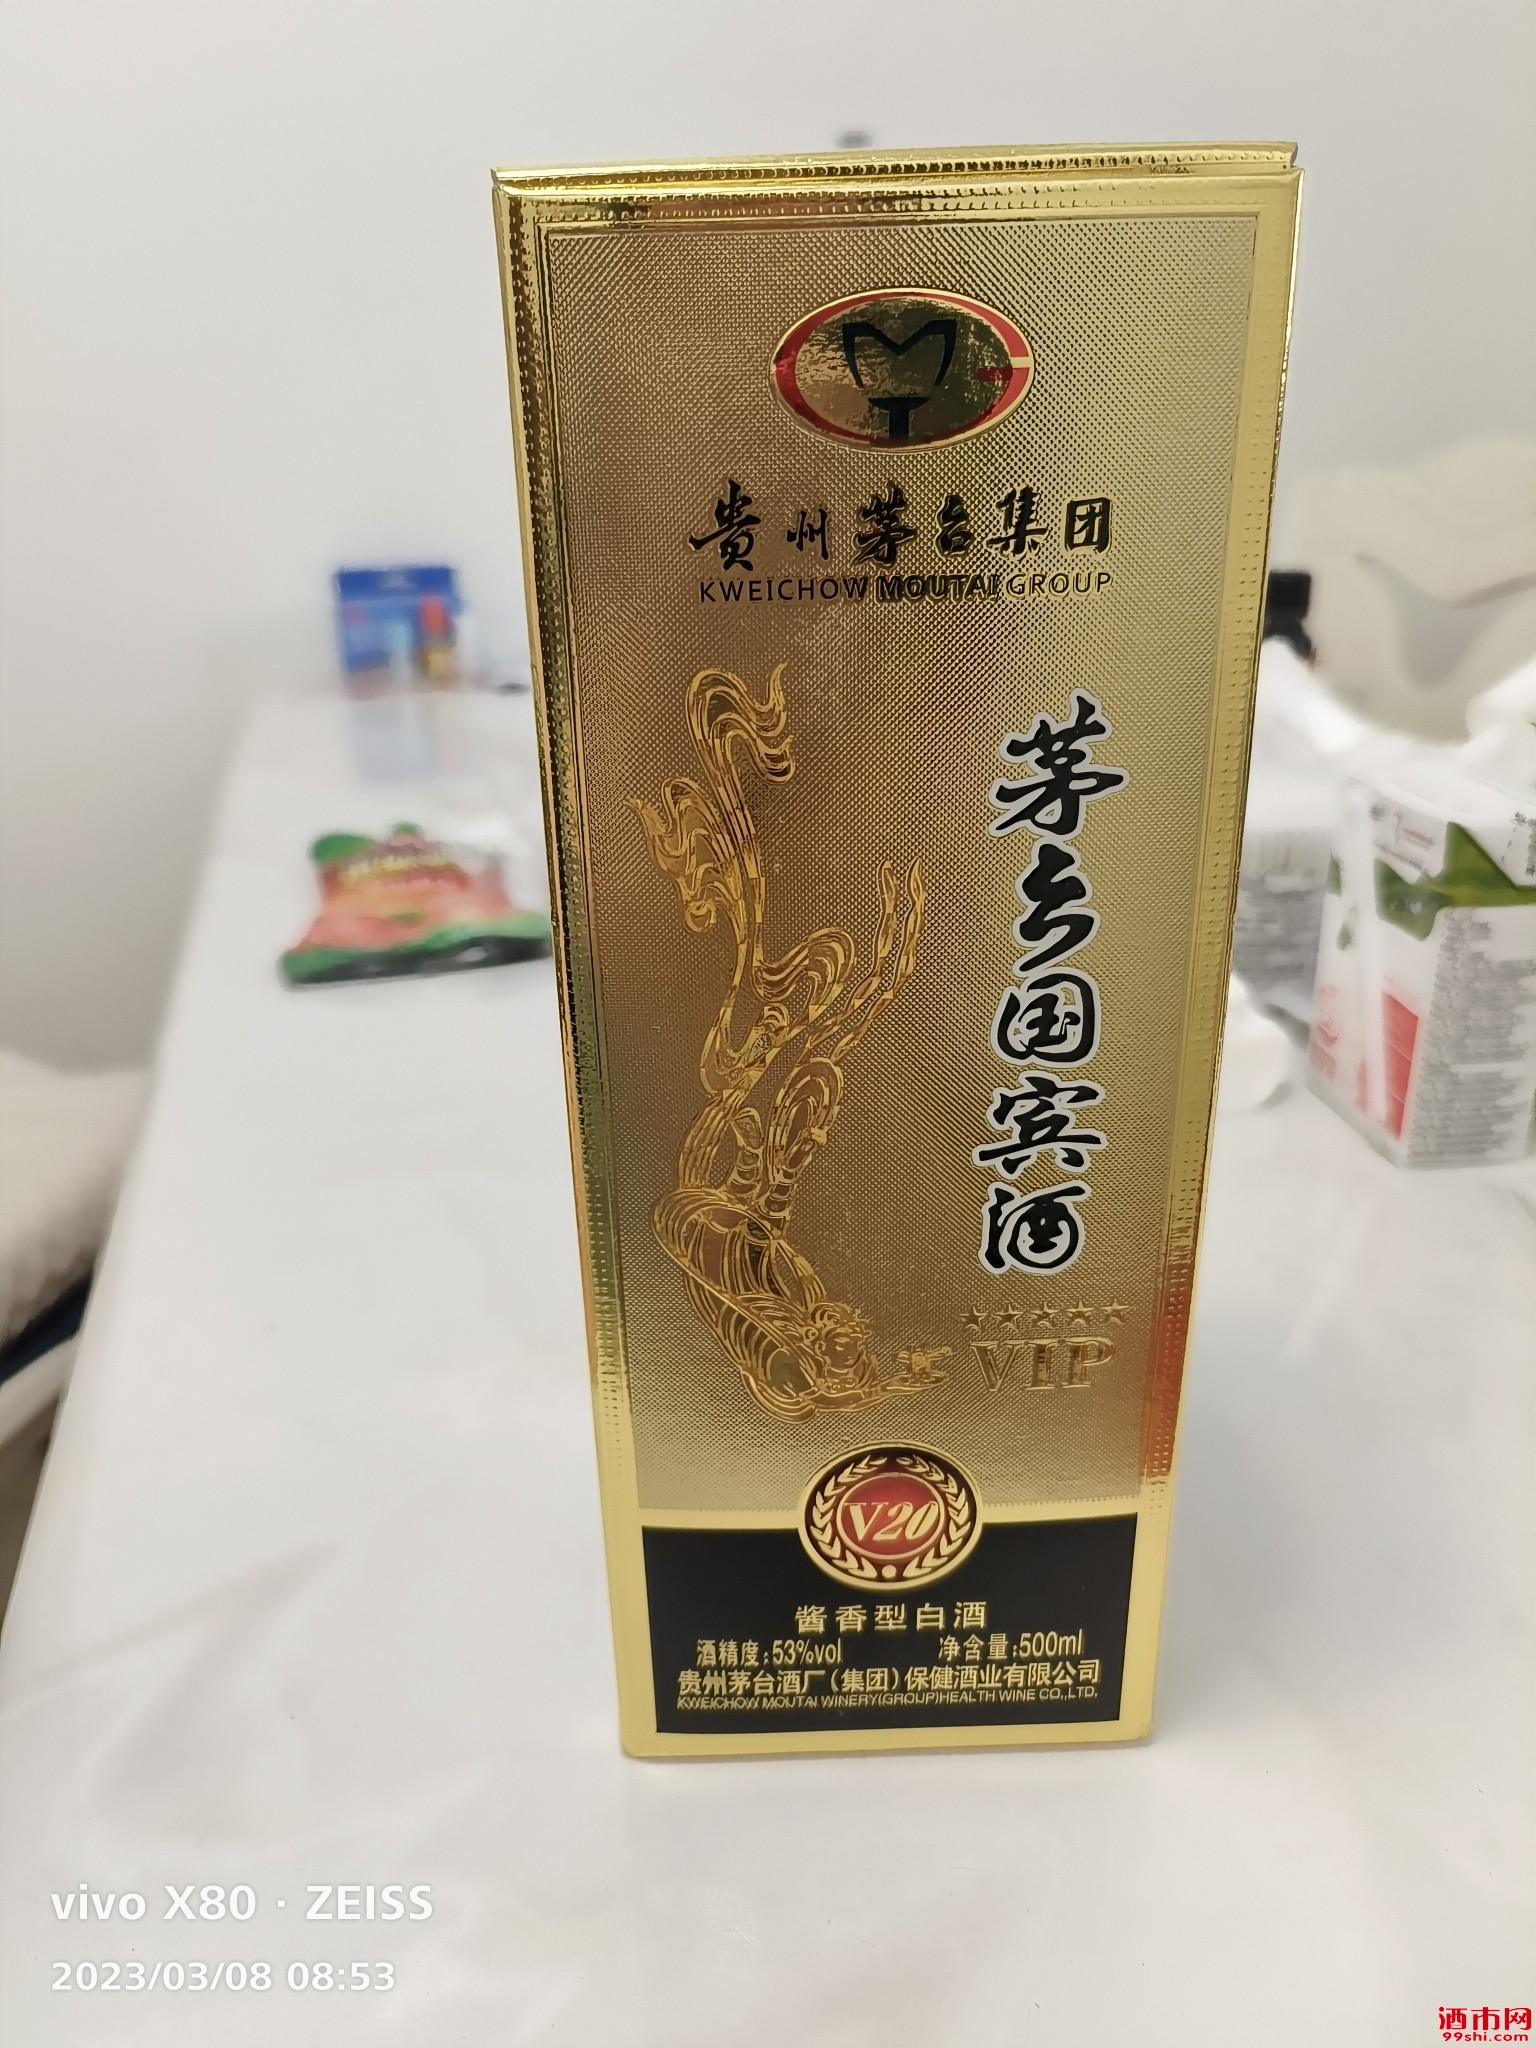 贵州茅台集团
KWEICHOW MOUTAI GROUP
茅台国宾酒
VIP
V20
酱香型白酒
酒精度:53%vol 净含量:500ml
贵州茅台酒厂(集团)保健酒业有限公司
KWEICHOW MOUTAI WINERY(GROUP)HEALTH WINE CO.,LTD.
vivo X80 · ZEISS
2023/03/08 08:53
酒市网
99shi.com